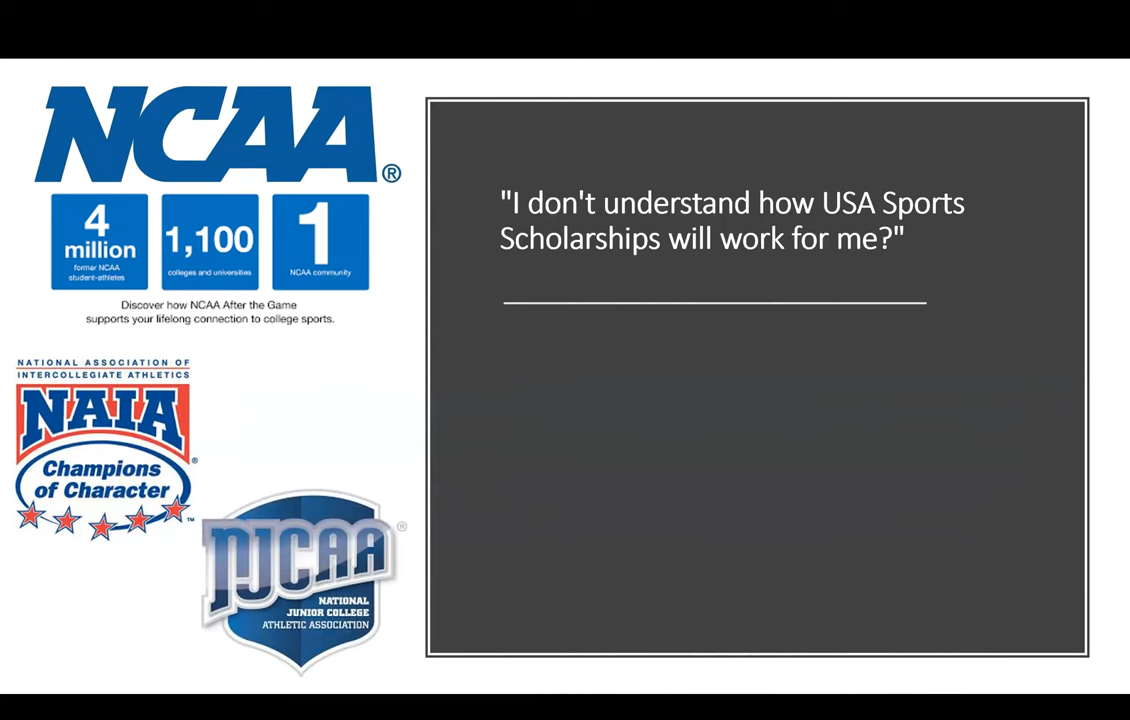 NCAA®
4
million
former NCAA
student-athletes
1,100
colleges and universities
1
NCAA community
Discover how NCAA After the Game
supports your lifelong connection to college sports.
NATIONAL ASSOCIATION OF
INTERCOLLEGIATE ATHLETICS
NAIA®
Champions
of Character™
NJCAA®
NATIONAL
JUNIOR COLLEGE
ATHLETIC ASSOCIATION
"I don't understand how USA Sports
Scholarships will work for me?"